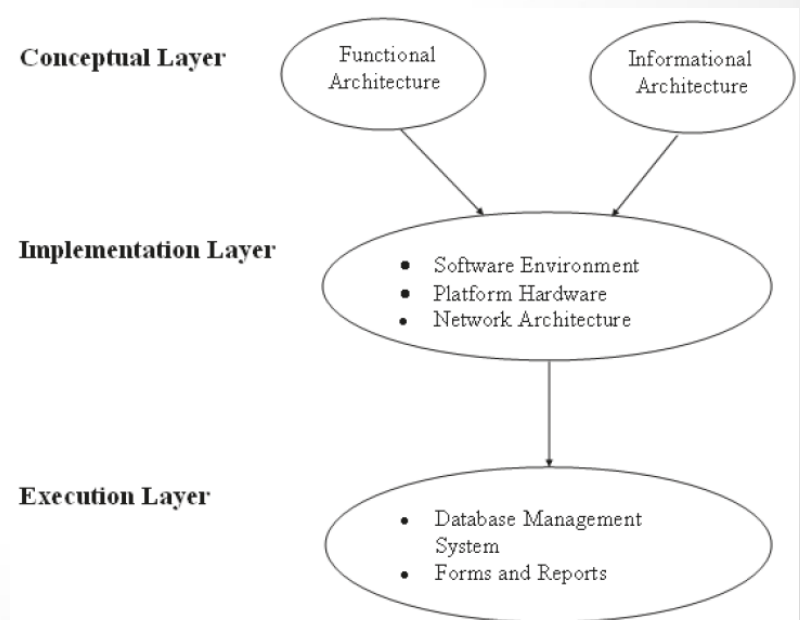 Conceptual Layer
Functional
Architecture
Informational
Architecture
Implementation Layer
• Software Environment
• Platform Hardware
• Network Architecture
Execution Layer
• Database Management
System
• Forms and Reports